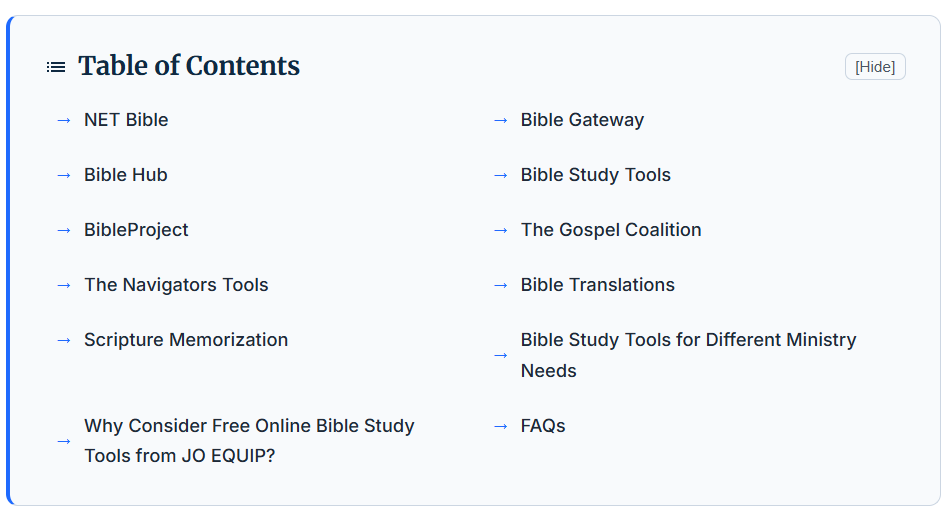 Table of Contents
[Hide]
→ NET Bible
→ Bible Gateway
→ Bible Hub
→ Bible Study Tools
→ BibleProject
→ The Gospel Coalition
→ The Navigators Tools
→ Bible Translations
→ Scripture Memorization
→ Bible Study Tools for Different Ministry
Needs
→ Why Consider Free Online Bible Study
Tools from JO EQUIP?
→ FAQs